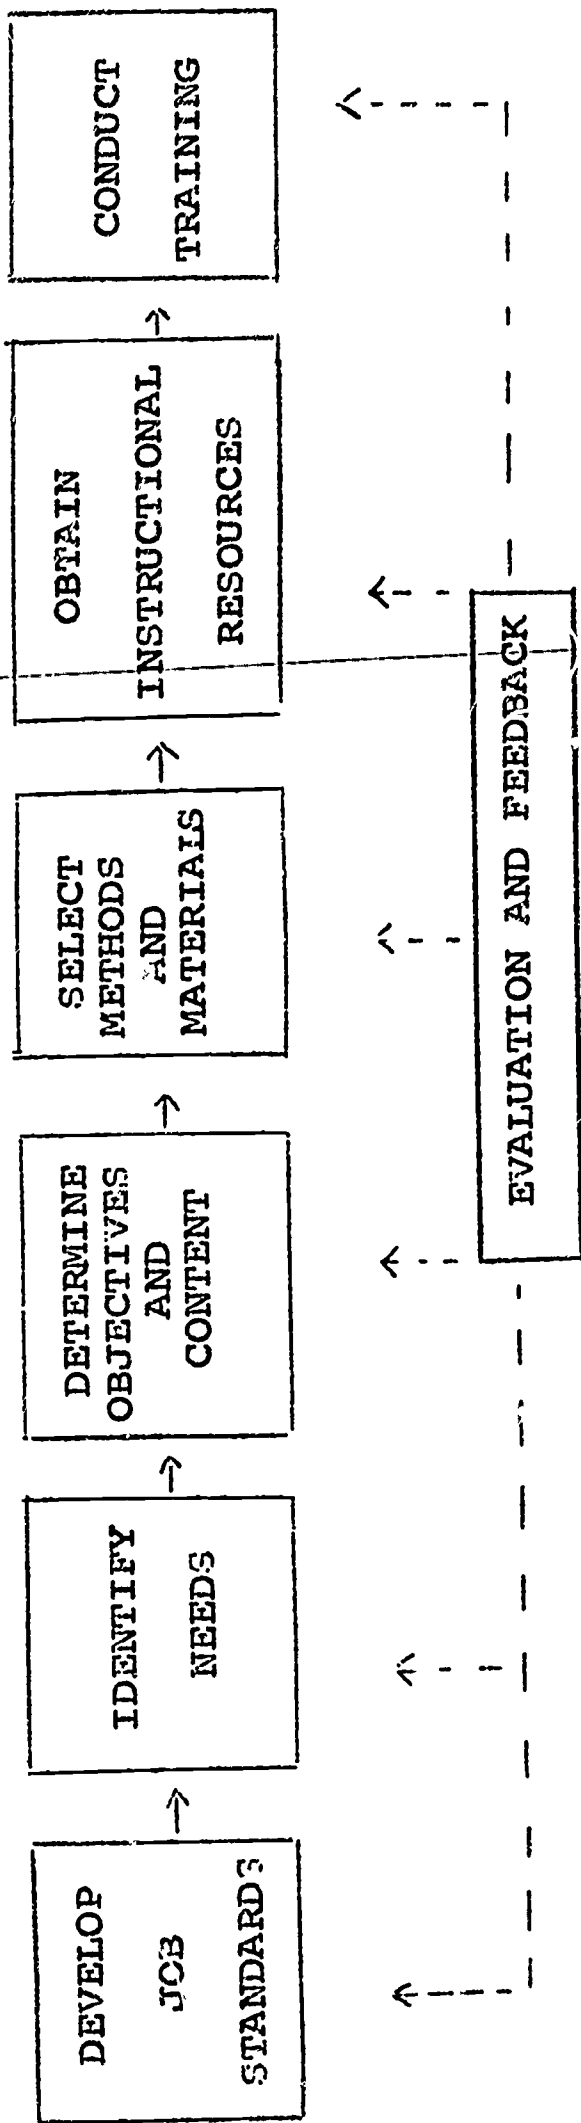 DEVELOP
JOB
STANDARDS
IDENTIFY
NEEDS
DETERMINE
OBJECTIVES
AND
CONTENT
SELECT
METHODS
AND
MATERIALS
OBTAIN
INSTRUCTIONAL
RESOURCES
CONDUCT
TRAINING
EVALUATION AND FEEDBACK